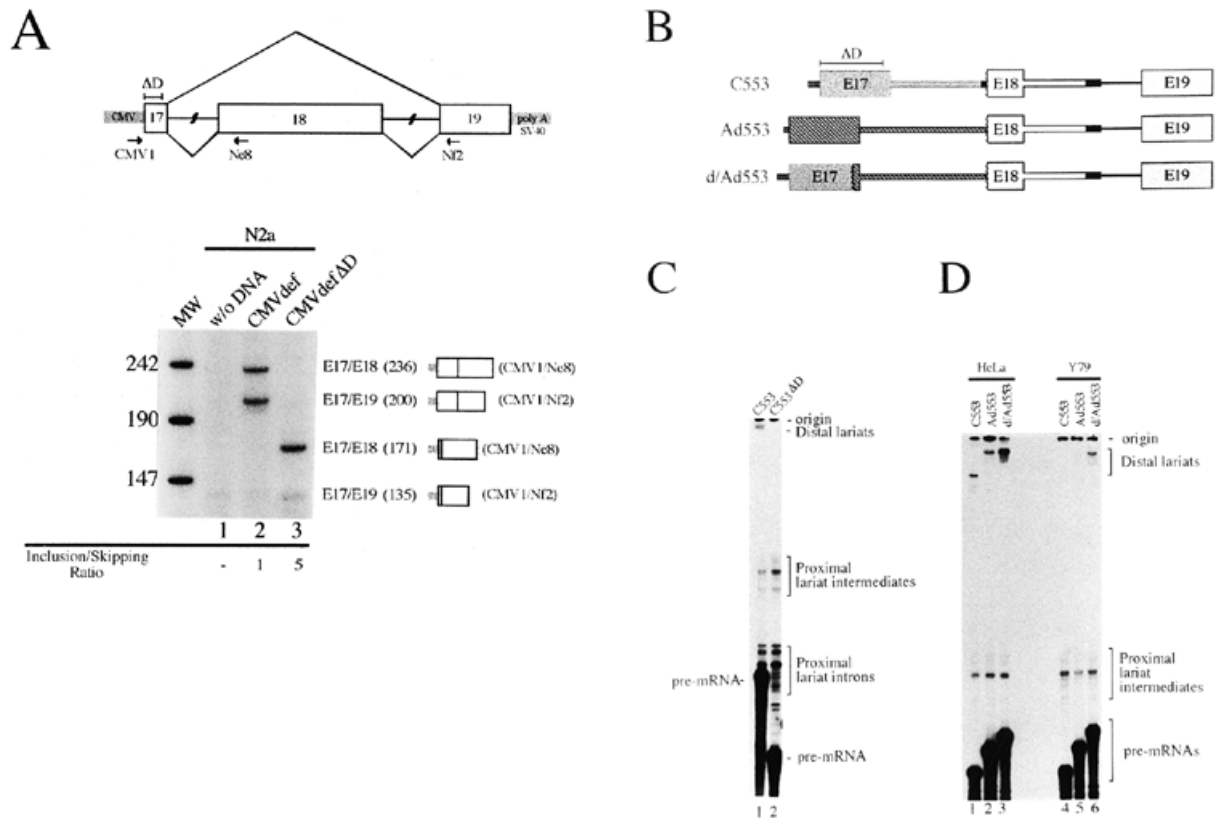 A
ΔD
CMV
17
18
19
poly A
SV40
CMV1
Ne8
Nf2
N2a
MW
w/o DNA
CMVdef
CMVdefΔD
242
190
147
E17/E18 (236)
(CMV1/Ne8)
E17/E19 (200)
(CMV1/Nf2)
E17/E18 (171)
(CMV1/Ne8)
E17/E19 (135)
(CMV1/Nf2)
1 2 3
Inclusion/Skipping
Ratio
- 1 5
B
ΔD
C553
E17
E18
E19
Ad553
E18
E19
d/Ad553
E17
E18
E19
C
C553
C553ΔD
- origin
Distal lariats
Proximal
lariat intermediates
Proximal
lariat introns
pre-mRNA-
- pre-mRNA
1 2
D
HeLa
Y79
C553
Ad553
d/Ad553
C553
Ad553
d/Ad553
- origin
Distal lariats
Proximal
lariat
intermediates
pre-mRNAs
1 2 3 4 5 6